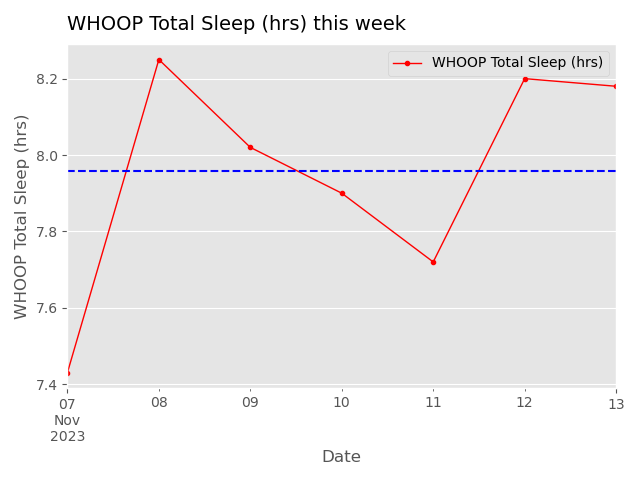 WHOOP Total Sleep (hrs) this week
WHOOP Total Sleep (hrs)
WHOOP Total Sleep (hrs)
8.2
8.0
7.8
7.6
7.4
07 08 09 10 11 12 13
Nov
2023
Date